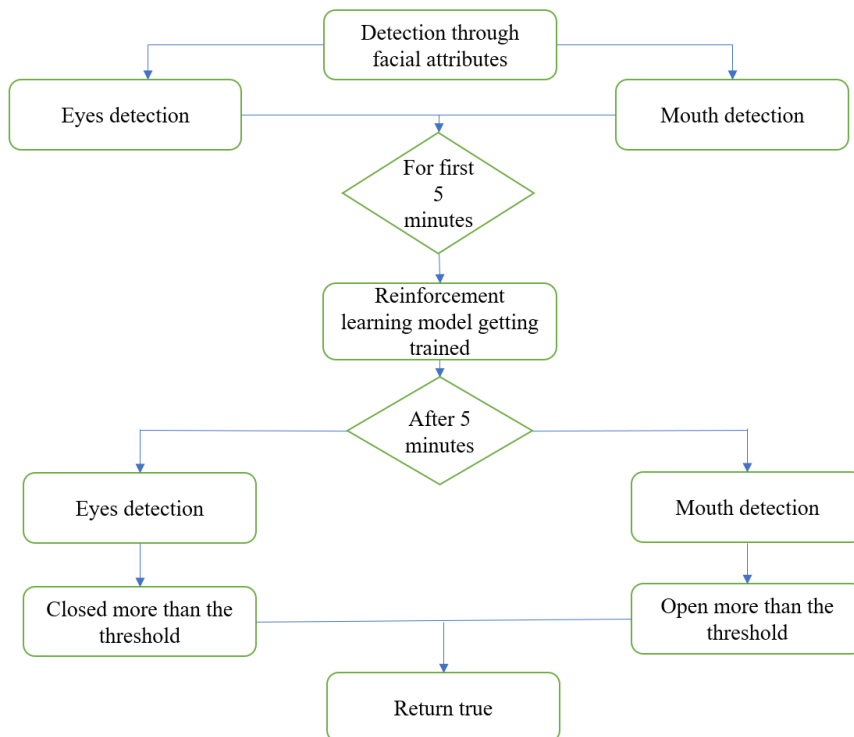 Detection through
facial attributes
Eyes detection
Mouth detection
For first
5
minutes
Reinforcement
learning model getting
trained
After 5
minutes
Eyes detection
Mouth detection
Closed more than the
threshold
Open more than the
threshold
Return true